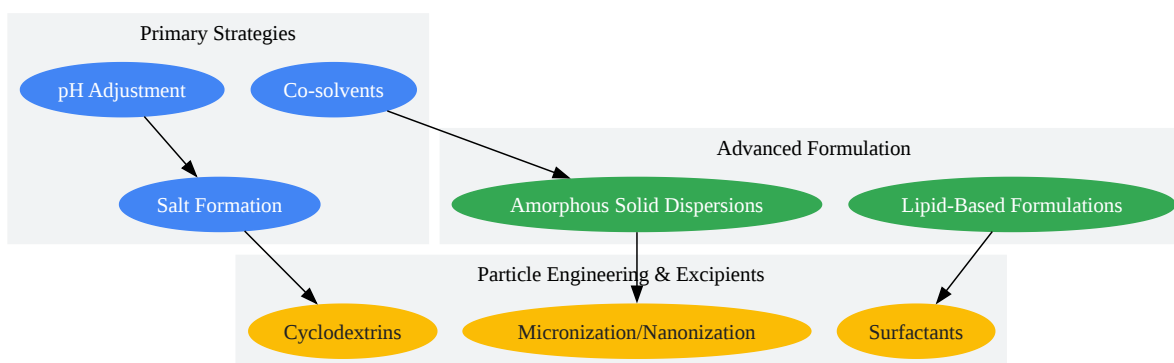 Primary Strategies
pH Adjustment
Co-solvents
Salt Formation
Advanced Formulation
Amorphous Solid Dispersions
Lipid-Based Formulations
Particle Engineering & Excipients
Cyclodextrins
Micronization/Nanonization
Surfactants